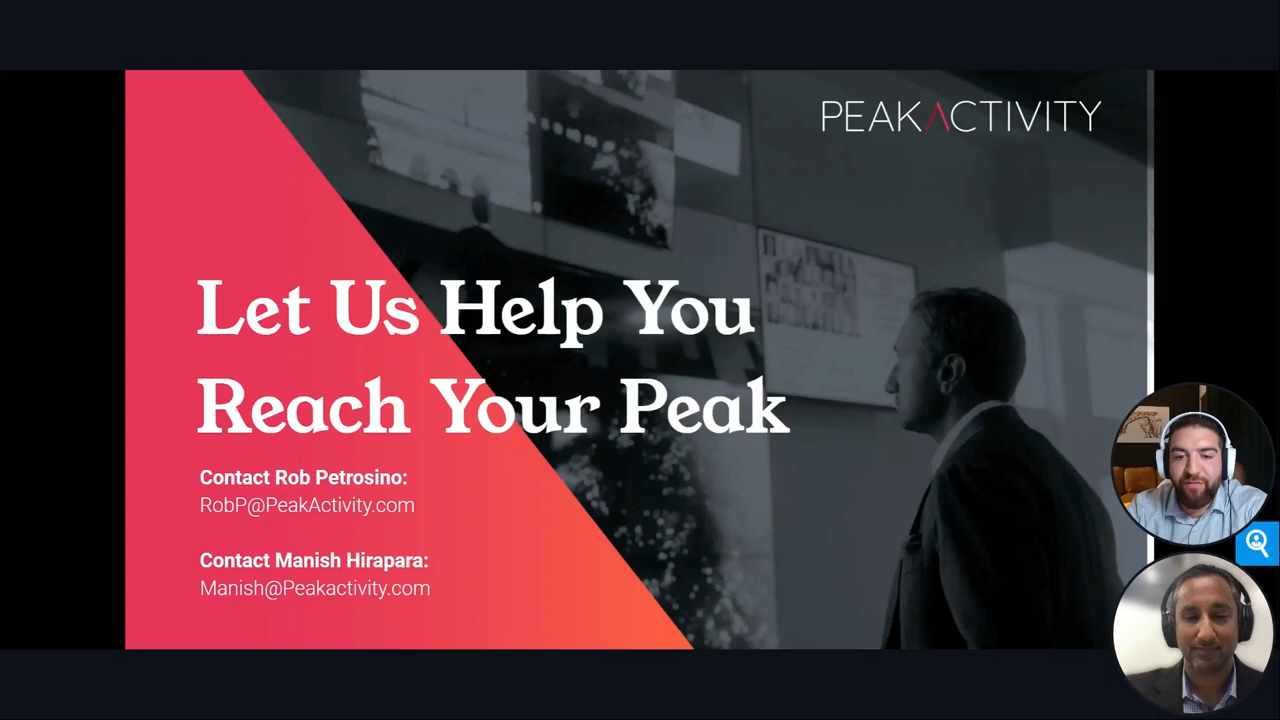 PEAKACTIVITY
Let Us Help You
Reach Your Peak
Contact Rob Petrosino:
RobP@PeakActivity.com
Contact Manish Hirapara:
Manish@Peakactivity.com